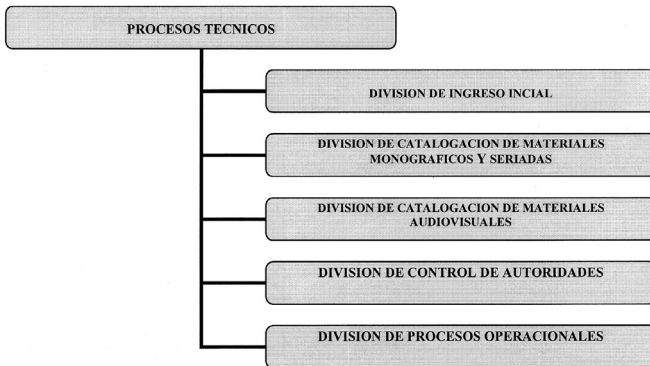 PROCESOS TECNICOS
DIVISION DE INGRESO INCIAL
DIVISION DE CATALOGACION DE MATERIALES
MONOGRAFICOS Y SERIADAS
DIVISION DE CATALOGACION DE MATERIALES
AUDIOVISUALES
DIVISION DE CONTROL DE AUTORIDADES
DIVISION DE PROCESOS OPERACIONALES